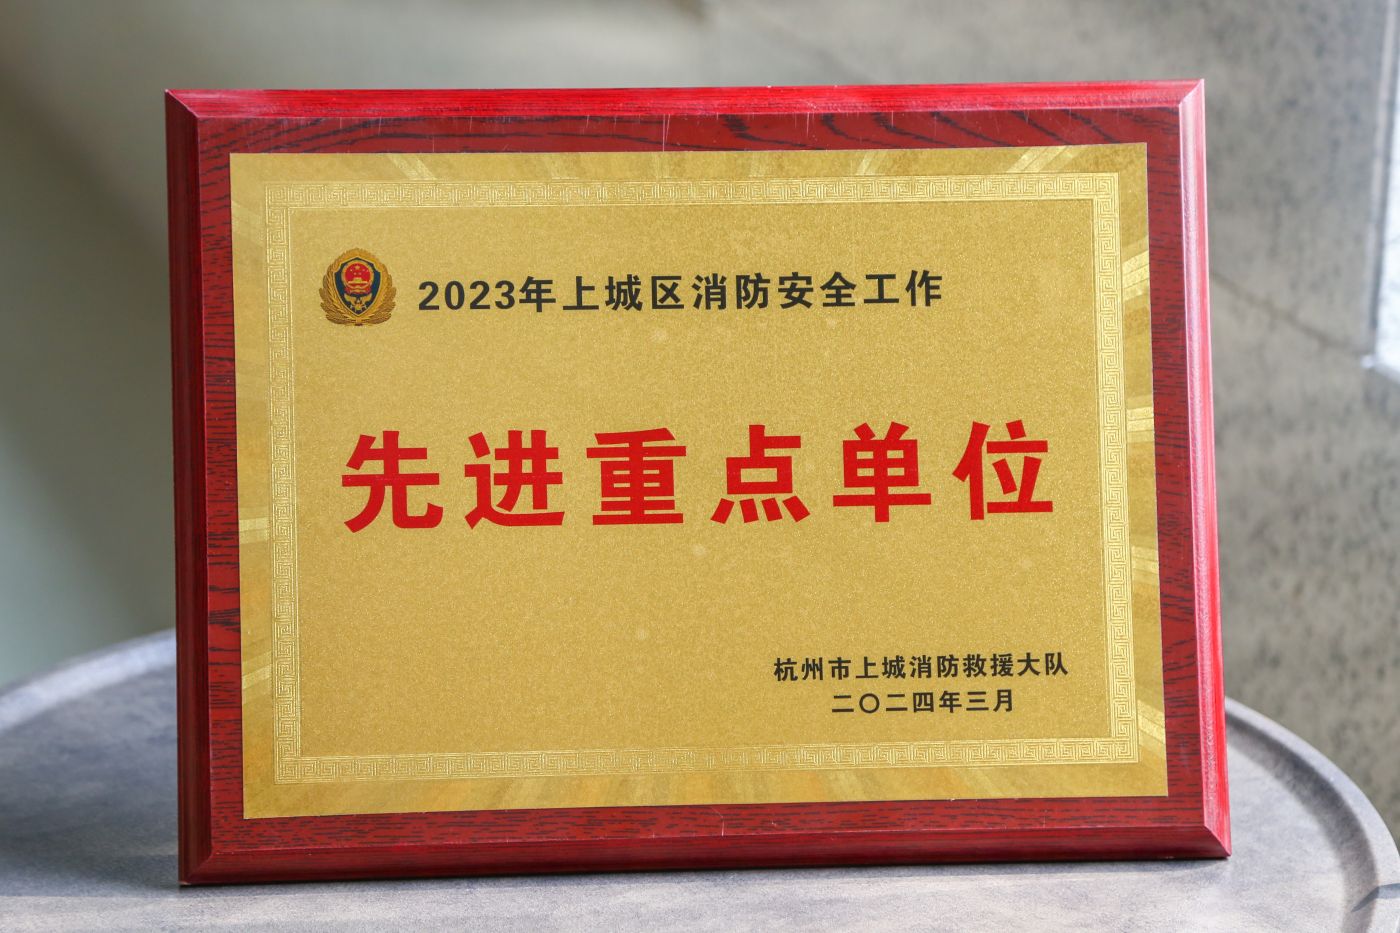 2023年上城区消防安全工作
先进重点单位
杭州市上城消防救援大队
二〇二四年三月